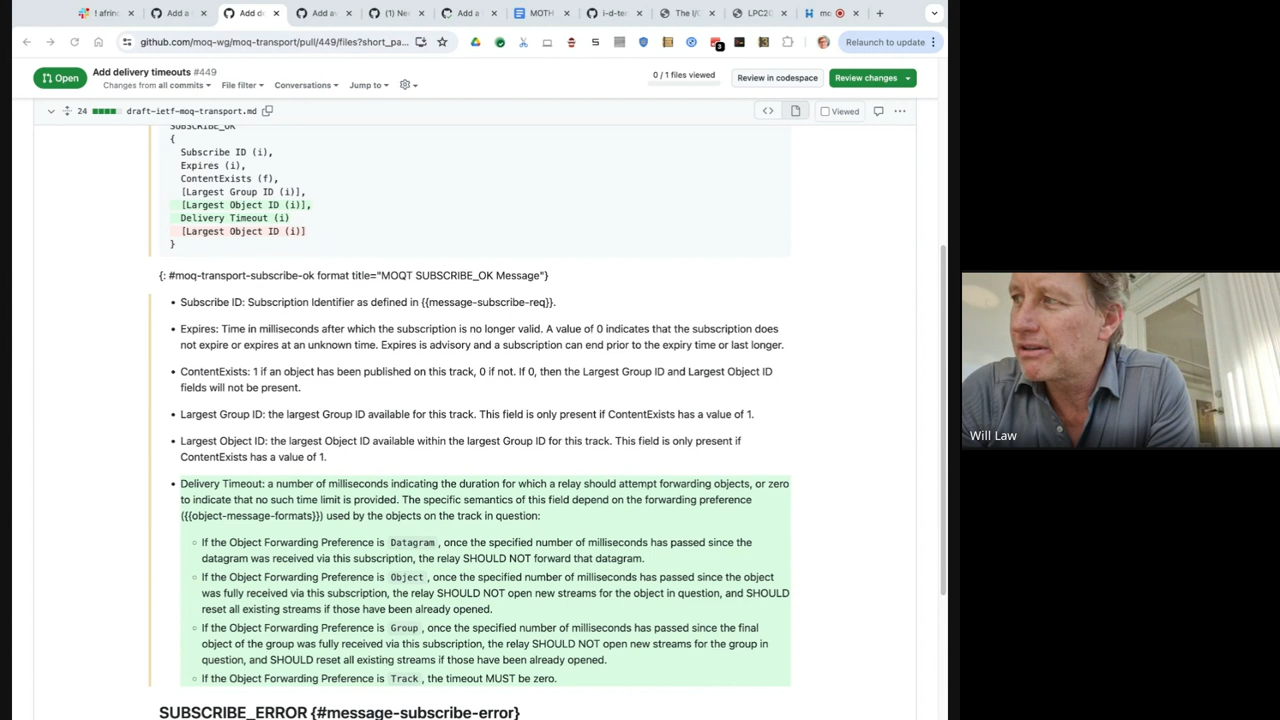 ! afrinc
Add a
Add de
Add av
(1) Nee
Add a
MOTH
i-d-ter
The I/O
LPC20
mo
github.com/moq-wg/moq-transport/pull/449/files?short_pa...
S
3
Relaunch to update
Open
Add delivery timeouts #449
Changes from all commits
File filter
Conversations
Jump to
0 / 1 files viewed
Review in codespace
Review changes
24
draft-ietf-moq-transport.md
Viewed
SUBSCRIBE_OK
{
Subscribe ID (i),
Expires (i),
ContentExists (f),
[Largest Group ID (i)],
[Largest Object ID (i)],
Delivery Timeout (i)
[Largest Object ID (i)]
}
{: #moq-transport-subscribe-ok format title="MOQT SUBSCRIBE_OK Message"}
• Subscribe ID: Subscription Identifier as defined in {{message-subscribe-req}}.
• Expires: Time in milliseconds after which the subscription is no longer valid. A value of 0 indicates that the subscription does
not expire or expires at an unknown time. Expires is advisory and a subscription can end prior to the expiry time or last longer.
• ContentExists: 1 if an object has been published on this track, 0 if not. If 0, then the Largest Group ID and Largest Object ID
fields will not be present.
• Largest Group ID: the largest Group ID available for this track. This field is only present if ContentExists has a value of 1.
• Largest Object ID: the largest Object ID available within the largest Group ID for this track. This field is only present if
ContentExists has a value of 1.
• Delivery Timeout: a number of milliseconds indicating the duration for which a relay should attempt forwarding objects, or zero
to indicate that no such time limit is provided. The specific semantics of this field depend on the forwarding preference
({{object-message-formats}}) used by the objects on the track in question:
○ If the Object Forwarding Preference is Datagram , once the specified number of milliseconds has passed since the
datagram was received via this subscription, the relay SHOULD NOT forward that datagram.
○ If the Object Forwarding Preference is Object , once the specified number of milliseconds has passed since the object
was fully received via this subscription, the relay SHOULD NOT open new streams for the object in question, and SHOULD
reset all existing streams if those have been already opened.
○ If the Object Forwarding Preference is Group , once the specified number of milliseconds has passed since the final
object of the group was fully received via this subscription, the relay SHOULD NOT open new streams for the group in
question, and SHOULD reset all existing streams if those have been already opened.
○ If the Object Forwarding Preference is Track , the timeout MUST be zero.
SUBSCRIBE_ERROR {#message-subscribe-error}
Will Law